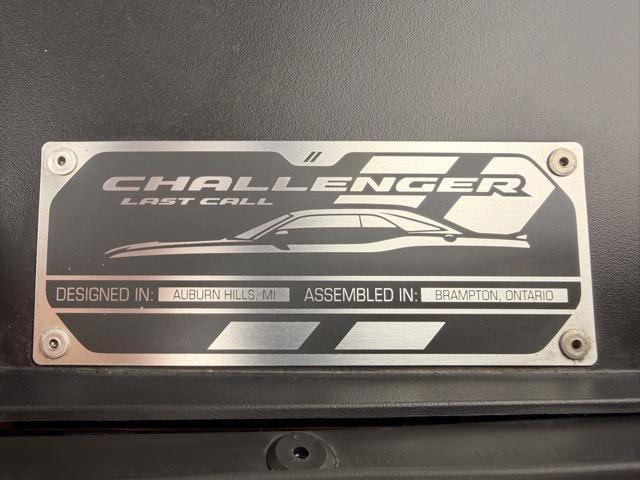 CHALLENGER
LAST CALL
DESIGNED IN: AUBURN HILLS, MI ASSEMBLED IN: BRAMPTON, ONTARIO